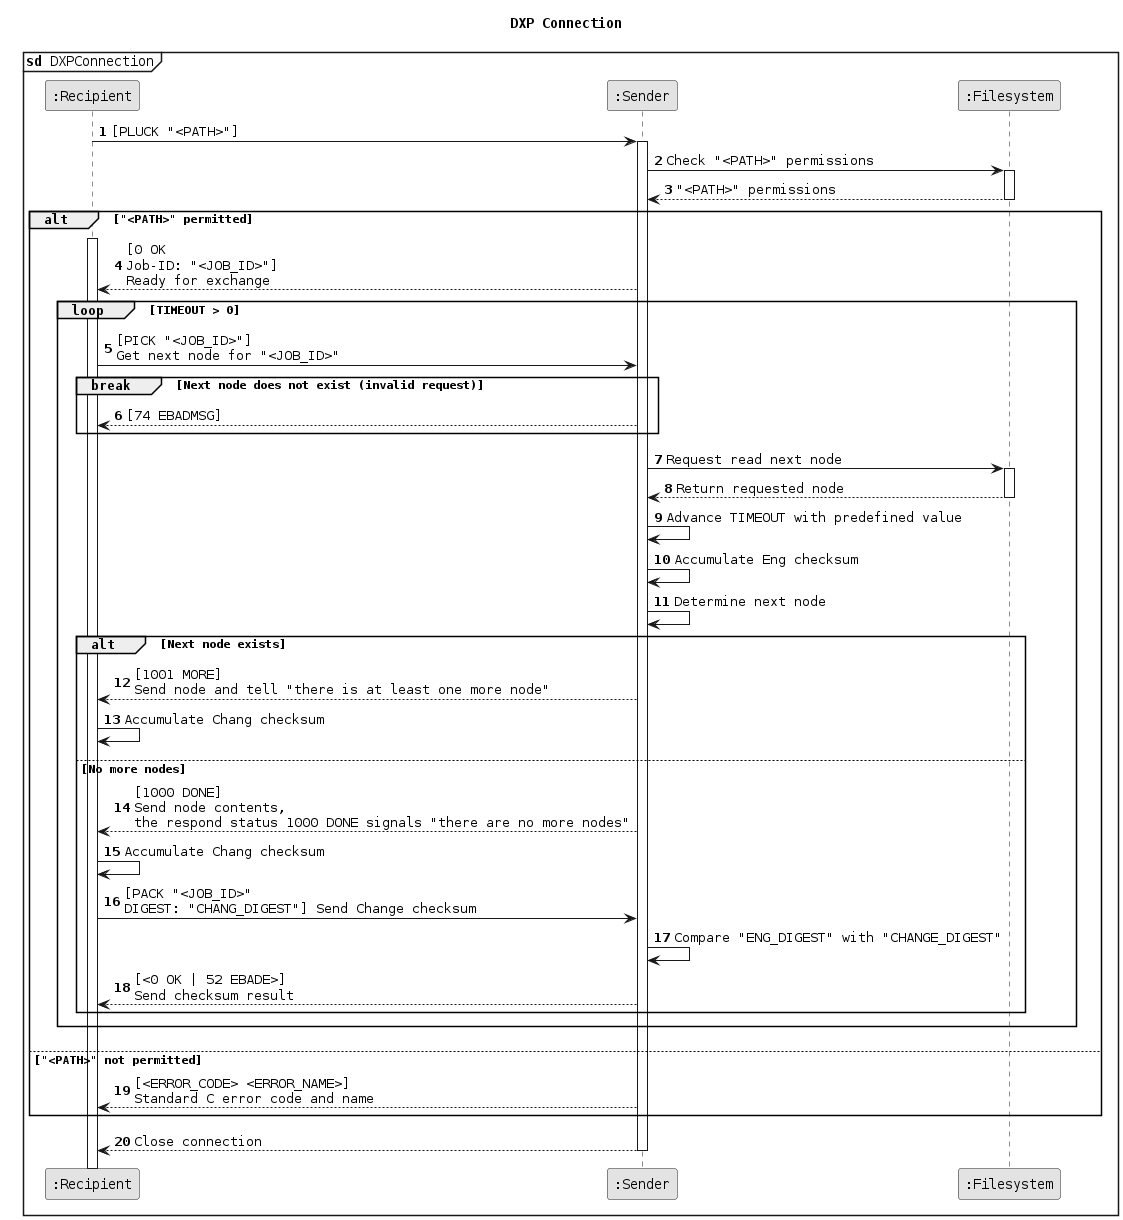 DXP Connection
sd DXPConnection
:Recipient :Sender :Filesystem
1 [PLUCK "<PATH>"]
2 Check "<PATH>" permissions
3 "<PATH>" permissions
alt ["<PATH>" permitted]
[0 OK
4 Job-ID: "<JOB_ID>"]
Ready for exchange
loop [TIMEOUT > 0]
5 [PICK "<JOB_ID>"]
Get next node for "<JOB_ID>"
break [Next node does not exist (invalid request)]
6 [74 EBADMSG]
7 Request read next node
8 Return requested node
9 Advance TIMEOUT with predefined value
10 Accumulate Eng checksum
11 Determine next node
alt [Next node exists]
12 [1001 MORE]
Send node and tell "there is at least one more node"
13 Accumulate Chang checksum
[No more nodes]
[1000 DONE]
14 Send node contents,
the respond status 1000 DONE signals "there are no more nodes"
15 Accumulate Chang checksum
16 [PACK "<JOB_ID>"
DIGEST: "CHANG_DIGEST"] Send Change checksum
17 Compare "ENG_DIGEST" with "CHANGE_DIGEST"
18 [<0 OK | 52 EBADE>]
Send checksum result
["<PATH>" not permitted]
19 [<ERROR_CODE> <ERROR_NAME>]
Standard C error code and name
20 Close connection
:Recipient :Sender :Filesystem